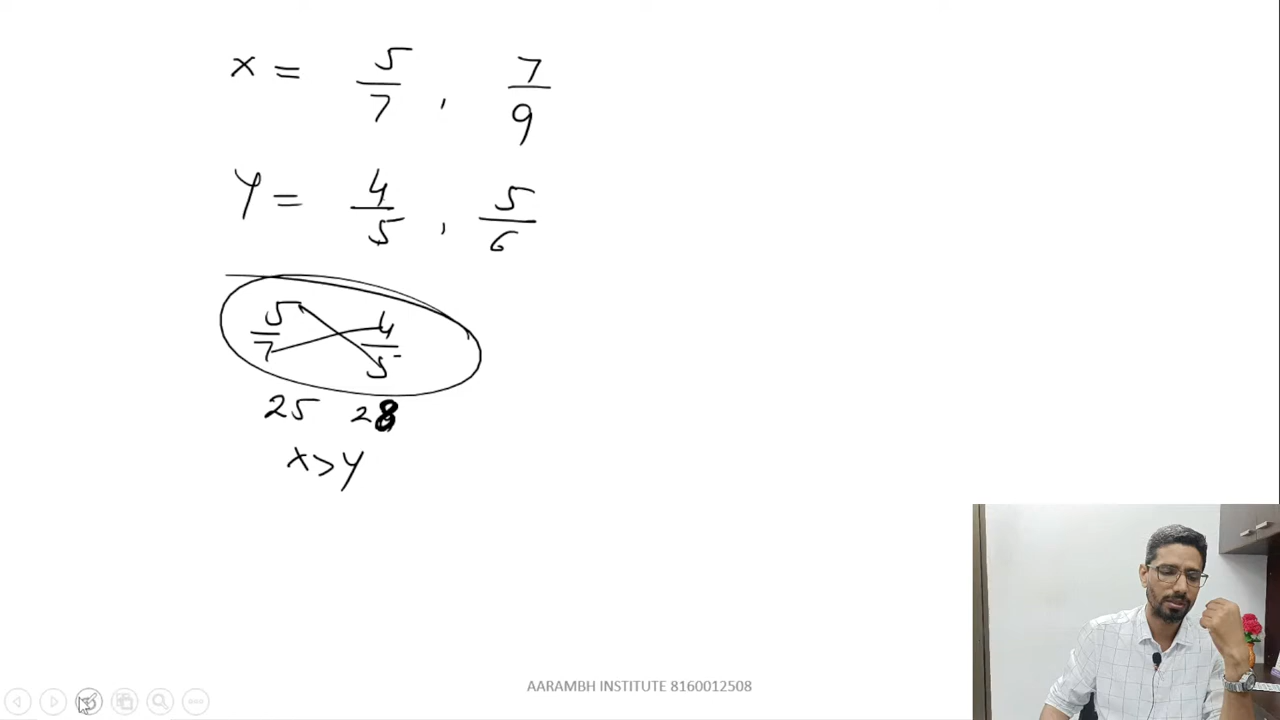 x = 5/7 , 7/9
y = 4/5 , 5/6
5/7 4/5
25 28
x > y
AARAMBH INSTITUTE 8160012508